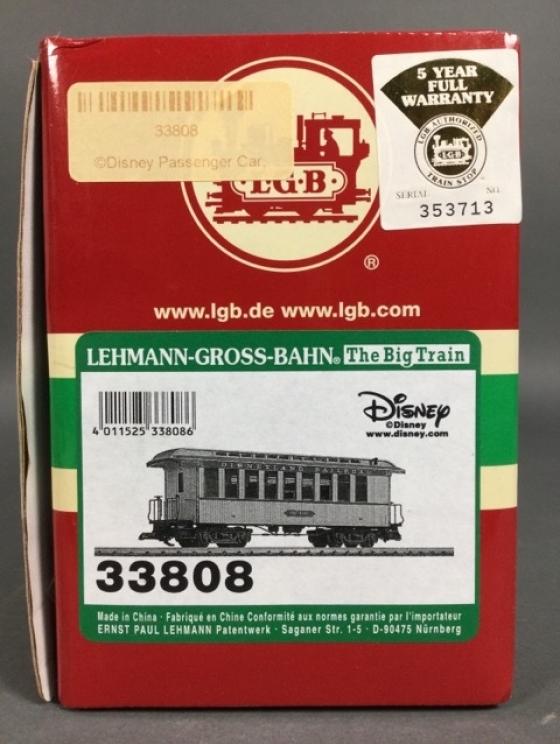 33808
©Disney Passenger Car,
5 YEAR
FULL
WARRANTY
LGB AUTHORIZED
LGB
TRAIN STOP
SERIAL NO.
353713
L·G·B
®
www.lgb.de www.lgb.com
LEHMANN-GROSS-BAHN® The Big Train
4 011525 338086
Disney
©Disney
www.disney.com
DISNEYLAND RAILROAD
33808
Made in China · Fabriqué en Chine Conformité aux normes garantie par l'importateur
ERNST PAUL LEHMANN Patentwerk · Saganer Str. 1-5 · D-90475 Nürnberg